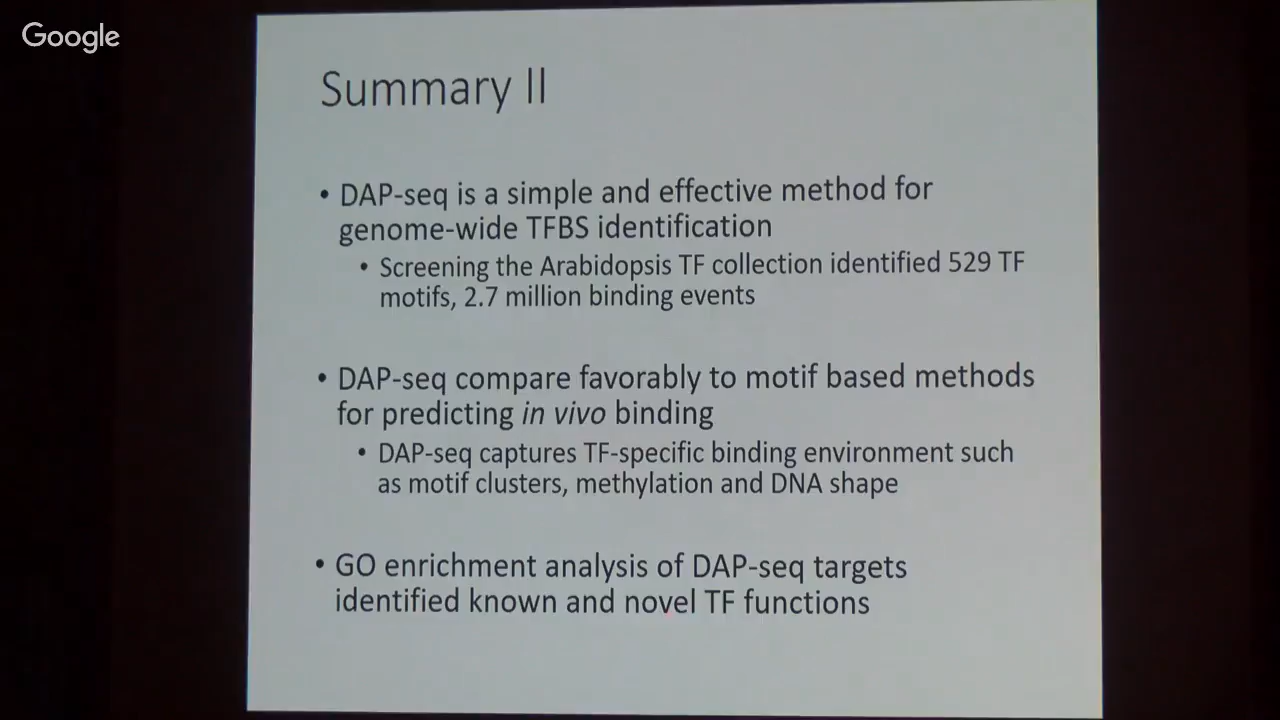 Google
Summary II
• DAP-seq is a simple and effective method for
genome-wide TFBS identification
• Screening the Arabidopsis TF collection identified 529 TF
motifs, 2.7 million binding events
• DAP-seq compare favorably to motif based methods
for predicting in vivo binding
• DAP-seq captures TF-specific binding environment such
as motif clusters, methylation and DNA shape
• GO enrichment analysis of DAP-seq targets
identified known and novel TF functions